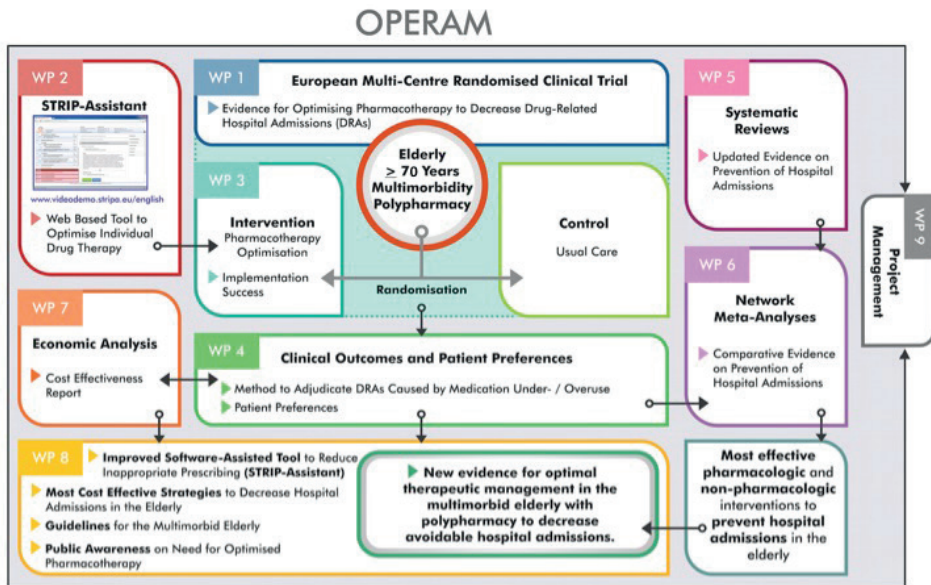 OPERAM
WP 2
STRIP-Assistant
www.videodemo.stripa.eu/english
Web Based Tool to
Optimise Individual
Drug Therapy
WP 1
European Multi-Centre Randomised Clinical Trial
Evidence for Optimising Pharmacotherapy to Decrease Drug-Related
Hospital Admissions (DRAs)
Elderly
≥ 70 Years
Multimorbidity
Polypharmacy
WP 3
Intervention
Pharmacotherapy
Optimisation
Implementation
Success
Randomisation
Control
Usual Care
WP 5
Systematic
Reviews
Updated Evidence on
Prevention of Hospital
Admissions
WP 6
Network
Meta-Analyses
Comparative Evidence
on Prevention of
Hospital Admissions
WP 9
Project
Management
WP 7
Economic Analysis
Cost Effectiveness
Report
WP 4
Clinical Outcomes and Patient Preferences
Method to Adjudicate DRAs Caused by Medication Under- / Overuse
Patient Preferences
WP 8
Improved Software-Assisted Tool to Reduce
Inappropriate Prescribing (STRIP-Assistant)
Most Cost Effective Strategies to Decrease Hospital
Admissions in the Elderly
Guidelines for the Multimorbid Elderly
Public Awareness on Need for Optimised
Pharmacotherapy
New evidence for optimal
therapeutic management in the
multimorbid elderly with
polypharmacy to decrease
avoidable hospital admissions.
Most effective
pharmacologic and
non-pharmacologic
interventions to
prevent hospital
admissions in the
elderly